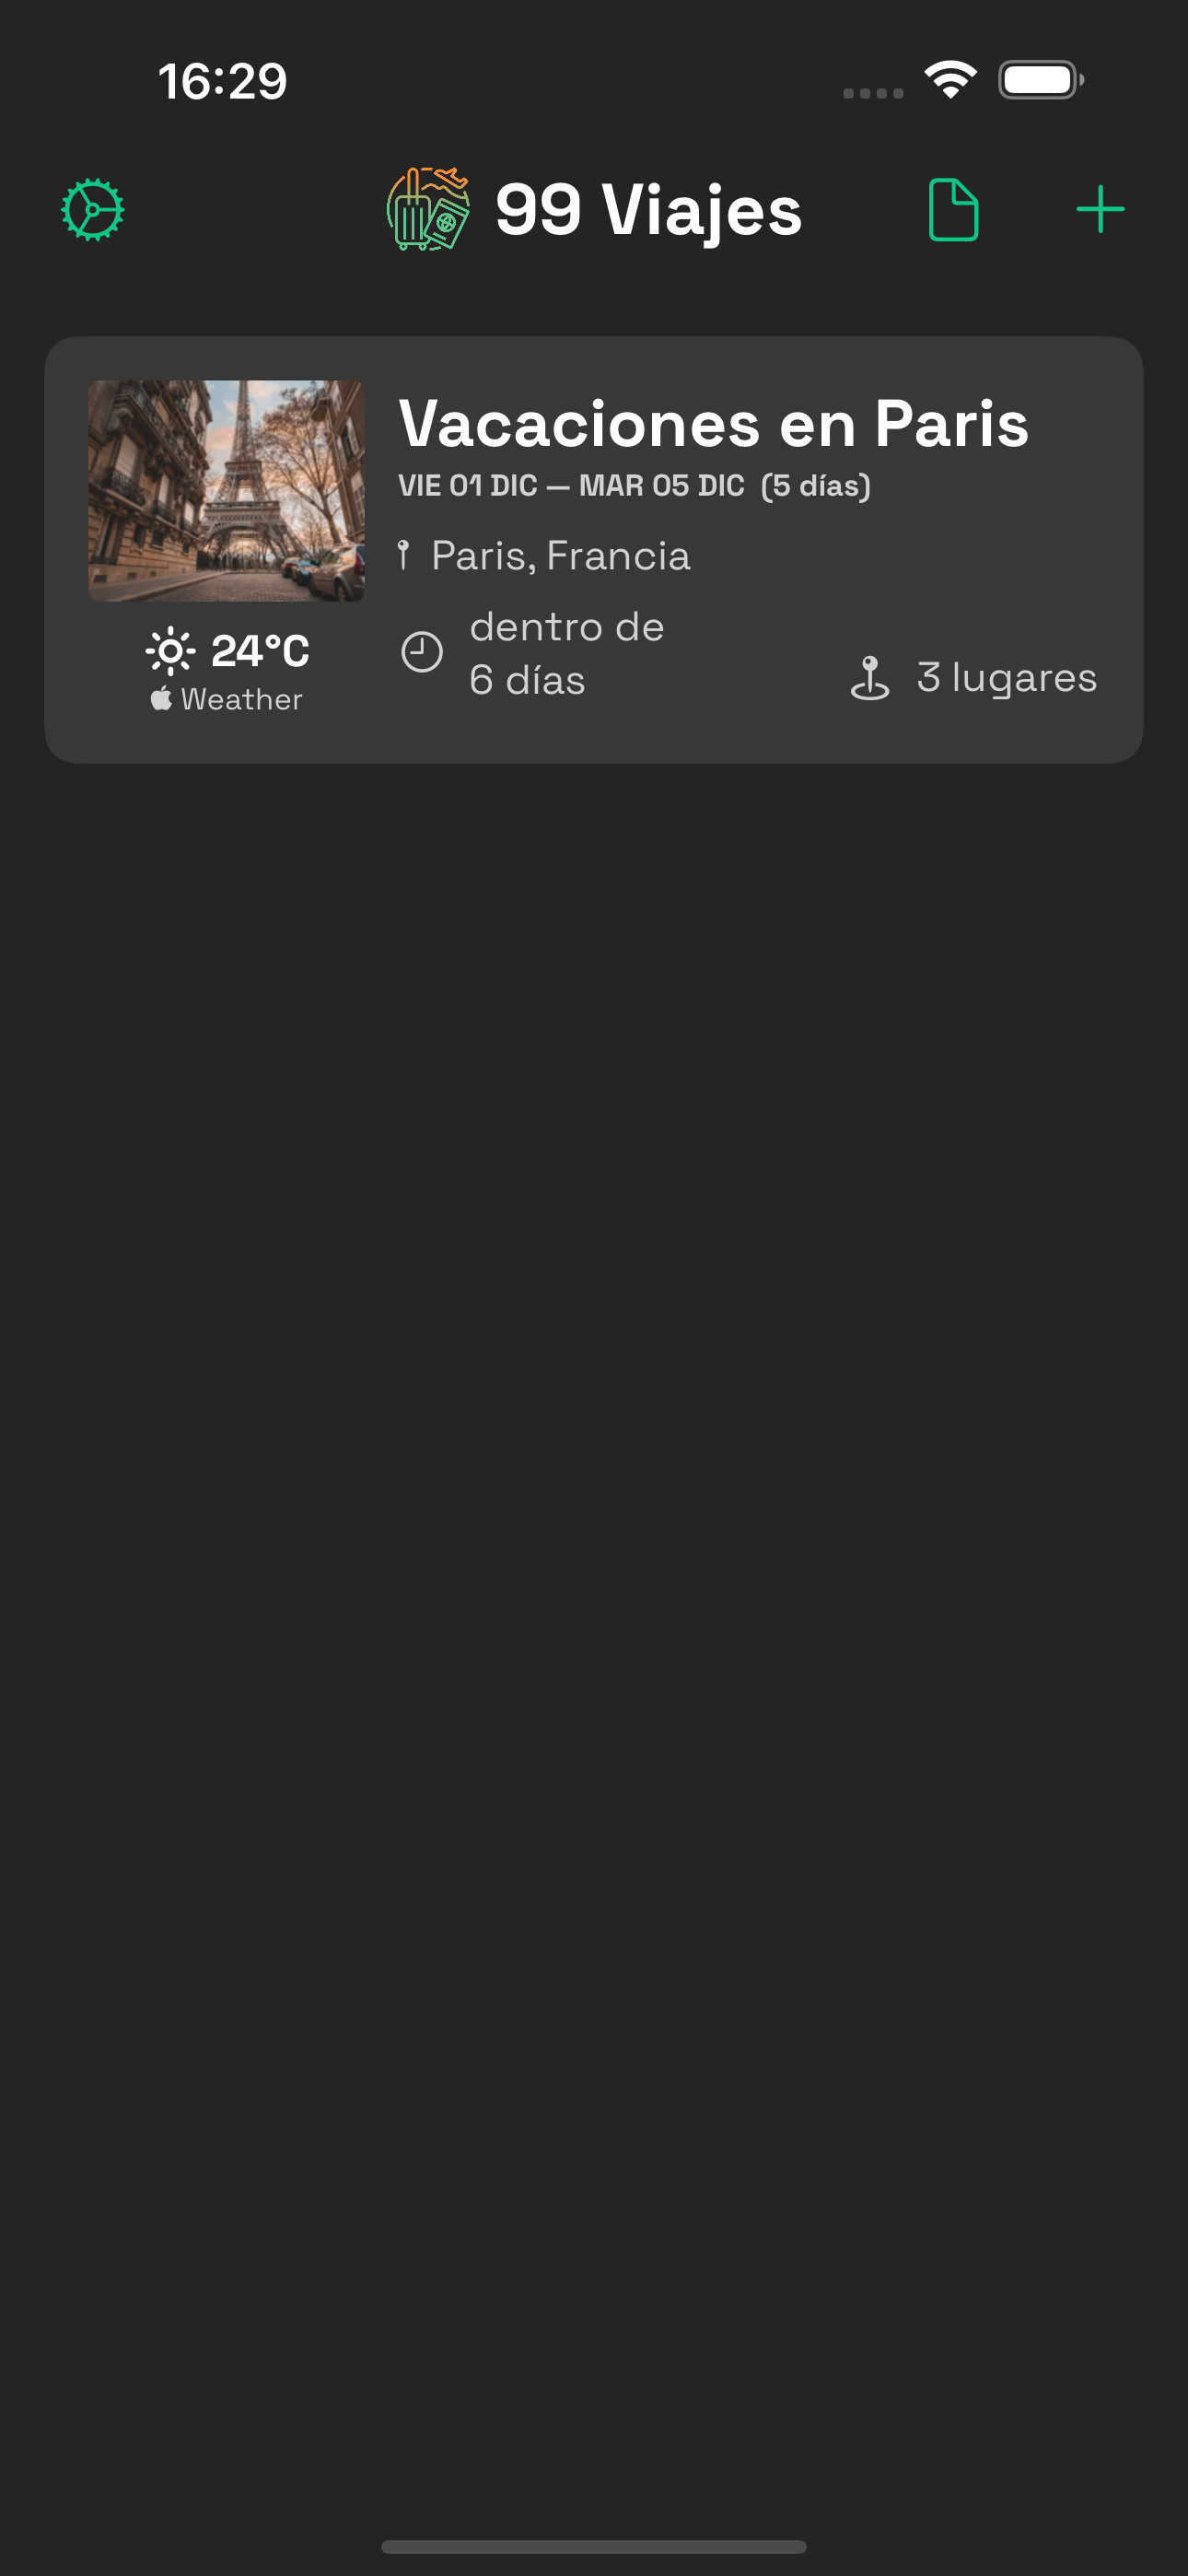 16:29
99 Viajes
Vacaciones en Paris
VIE 01 DIC — MAR 05 DIC (5 días)
Paris, Francia
dentro de
6 días
3 lugares
24°C
Weather